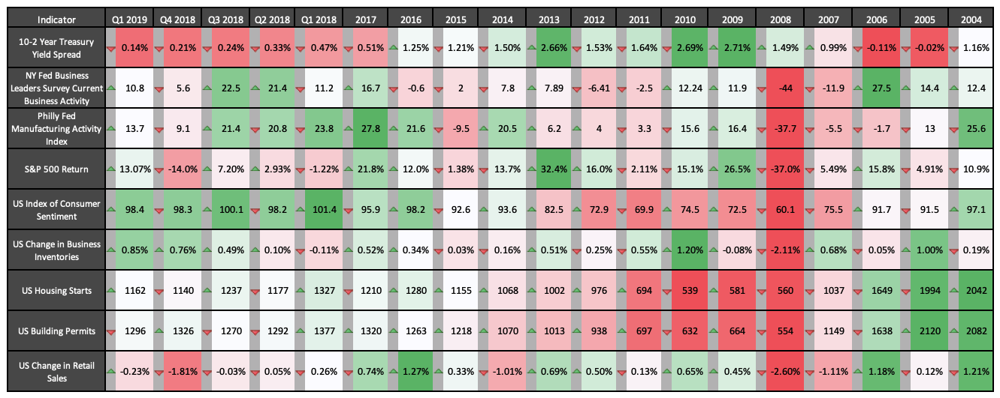 Indicator Q1 2019 Q4 2018 Q3 2018 Q2 2018 Q1 2018 2017 2016 2015 2014 2013 2012 2011 2010 2009 2008 2007 2006 2005 2004
10-2 Year Treasury
Yield Spread 0.14% 0.21% 0.24% 0.33% 0.47% 0.51% 1.25% 1.21% 1.50% 2.66% 1.53% 1.64% 2.69% 2.71% 1.49% 0.99% -0.11% -0.02% 1.16%
NY Fed Business
Leaders Survey Current
Business Activity 10.8 5.6 22.5 21.4 11.2 16.7 -0.6 2 7.8 7.89 -6.41 -2.5 12.24 11.9 -44 -11.9 27.5 14.4 12.4
Philly Fed
Manufacturing Activity
Index 13.7 9.1 21.4 20.8 23.8 27.8 21.6 -9.5 20.5 6.2 4 3.3 15.6 16.4 -37.7 -5.5 -1.7 13 25.6
S&P 500 Return 13.07% -14.0% 7.20% 2.93% -1.22% 21.8% 12.0% 1.38% 13.7% 32.4% 16.0% 2.11% 15.1% 26.5% -37.0% 5.49% 15.8% 4.91% 10.9%
US Index of Consumer
Sentiment 98.4 98.3 100.1 98.2 101.4 95.9 98.2 92.6 93.6 82.5 72.9 69.9 74.5 72.5 60.1 75.5 91.7 91.5 97.1
US Change in Business
Inventories 0.85% 0.76% 0.49% 0.10% -0.11% 0.52% 0.34% 0.03% 0.16% 0.51% 0.25% 0.55% 1.20% -0.08% -2.11% 0.68% 0.05% 1.00% 0.19%
US Housing Starts 1162 1140 1237 1177 1327 1210 1280 1155 1068 1002 976 694 539 581 560 1037 1649 1994 2042
US Building Permits 1296 1326 1270 1292 1377 1320 1263 1218 1070 1013 938 697 632 664 554 1149 1638 2120 2082
US Change in Retail
Sales -0.23% -1.81% -0.03% 0.05% 0.26% 0.74% 1.27% 0.33% -1.01% 0.69% 0.50% 0.13% 0.65% 0.45% -2.60% -1.11% 1.18% 0.12% 1.21%